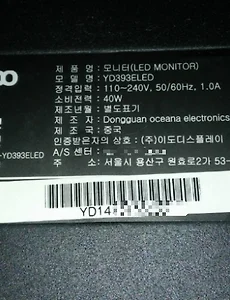 품명 : 모니터(LED MONITOR)
모델명 : YD393ELED
정격입력 : 110~240V, 50/60Hz, 1.0A
소비전력 : 40W
제조년월 : 별도표기
제조자 : Dongguan oceana electronics
제조국 : 중국
인증받은자의 상호 : (주)이도디스플레이
A/S 센터 :
주소 : 서울시 용산구 원효로2가 53-
-YD393ELED
YD14